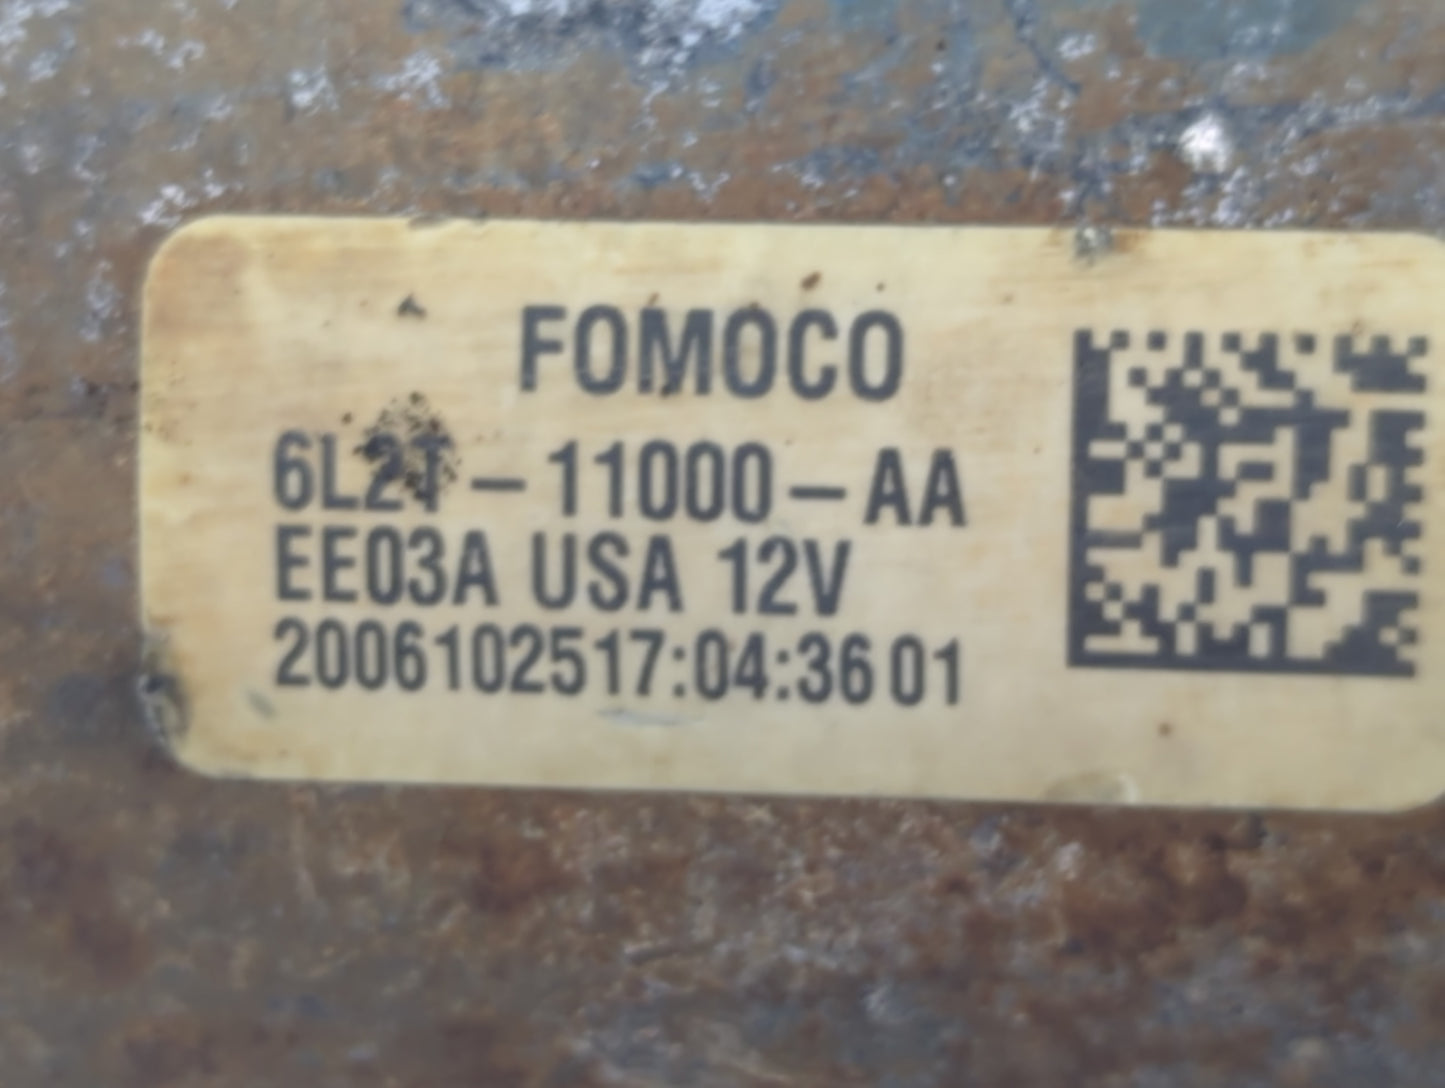 FOMOCO
6L2T-11000-AA
EE03A USA 12V
2006102517:04:36 01